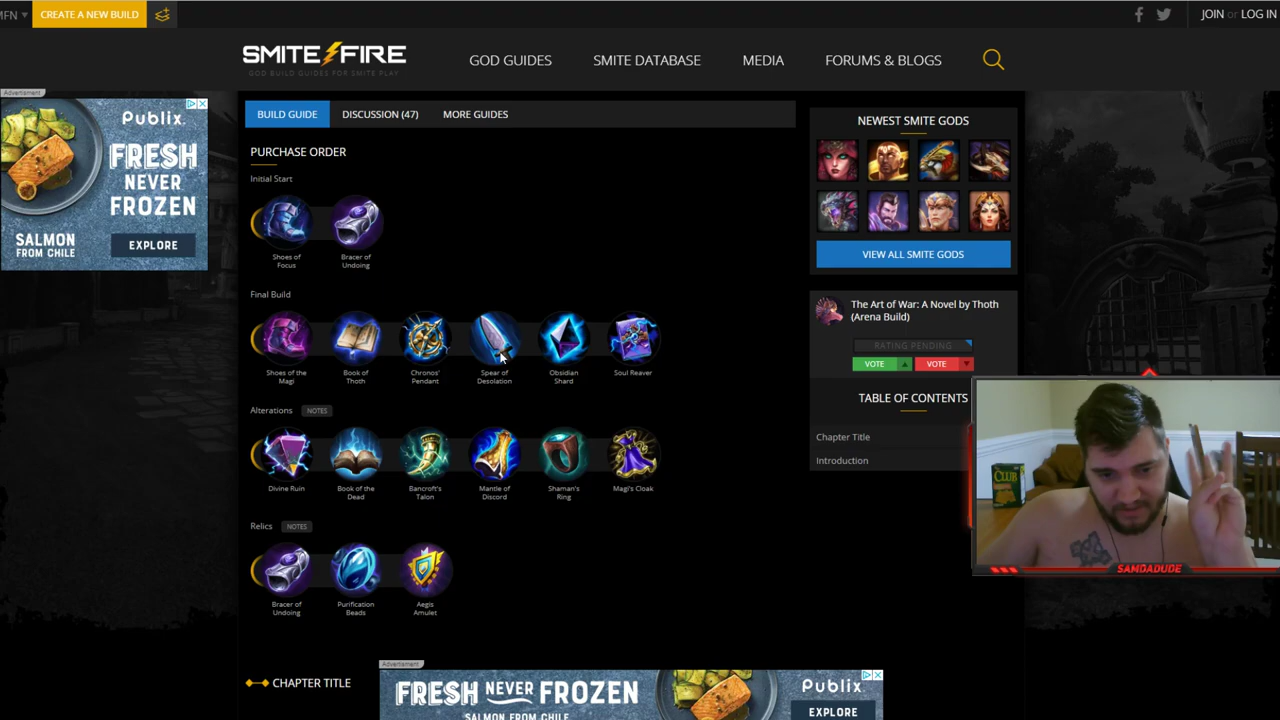 MFN
CREATE A NEW BUILD
JOIN or LOG IN
SMITE FIRE
GOD BUILD GUIDES FOR SMITE PLAY
GOD GUIDES
SMITE DATABASE
MEDIA
FORUMS & BLOGS
Advertisement
Publix.
FRESH
NEVER
FROZEN
SALMON
FROM CHILE
EXPLORE
BUILD GUIDE
DISCUSSION (47)
MORE GUIDES
PURCHASE ORDER
Initial Start
Shoes of
Focus
Bracer of
Undoing
Final Build
Shoes of the
Magi
Book of
Thoth
Chronos'
Pendant
Spear of
Desolation
Obsidian
Shard
Soul Reaver
Alterations
NOTES
Divine Ruin
Book of the
Dead
Bancroft's
Talon
Mantle of
Discord
Shaman's
Ring
Magi's Cloak
Relics
NOTES
Bracer of
Undoing
Purification
Beads
Aegis
Amulet
NEWEST SMITE GODS
VIEW ALL SMITE GODS
The Art of War: A Novel by Thoth
(Arena Build)
RATING PENDING
VOTE
VOTE
TABLE OF CONTENTS
Chapter Title
Introduction
CLUB
SAMDADUDE
CHAPTER TITLE
Advertisement
FRESH NEVER FROZEN
SALMON FROM CHILE
Publix.
EXPLORE